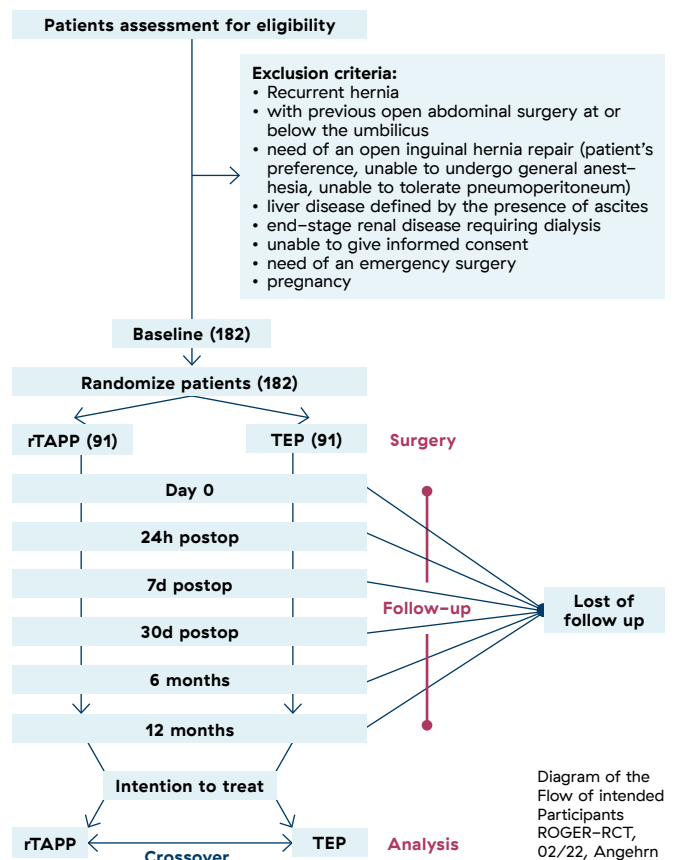 Patients assessment for eligibility
Exclusion criteria:
• Recurrent hernia
• with previous open abdominal surgery at or
below the umbilicus
• need of an open inguinal hernia repair (patient's
preference, unable to undergo general anest-
hesia, unable to tolerate pneumoperitoneum)
• liver disease defined by the presence of ascites
• end-stage renal disease requiring dialysis
• unable to give informed consent
• need of an emergency surgery
• pregnancy
Baseline (182)
Randomize patients (182)
rTAPP (91)
TEP (91)
Surgery
Day 0
24h postop
7d postop
Follow-up
Lost of
follow up
30d postop
6 months
12 months
Intention to treat
Diagram of the
Flow of intended
Participants
ROGER-RCT,
02/22, Angehrn
rTAPP
Crossover
TEP
Analysis